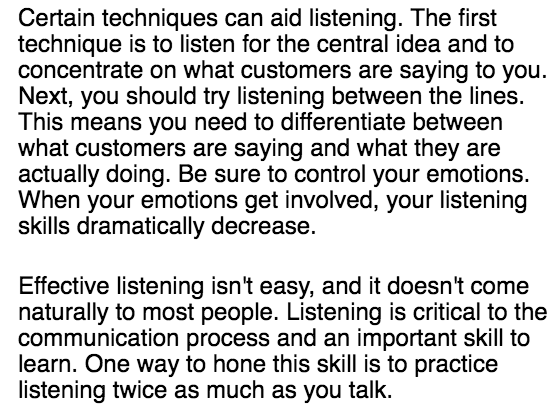 Certain techniques can aid listening. The first
technique is to listen for the central idea and to
concentrate on what customers are saying to you.
Next, you should try listening between the lines.
This means you need to differentiate between
what customers are saying and what they are
actually doing. Be sure to control your emotions.
When your emotions get involved, your listening
skills dramatically decrease.
Effective listening isn't easy, and it doesn't come
naturally to most people. Listening is critical to the
communication process and an important skill to
learn. One way to hone this skill is to practice
listening twice as much as you talk.